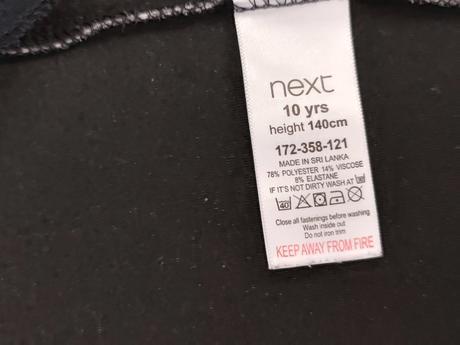 next
10 yrs
height 140cm
172-358-121
MADE IN SRI LANKA
78% POLYESTER 14% VISCOSE
8% ELASTANE
IF IT'S NOT DIRTY WASH AT
40
Close all fastenings before washing
Wash inside out
Do not iron trim
KEEP AWAY FROM FIRE